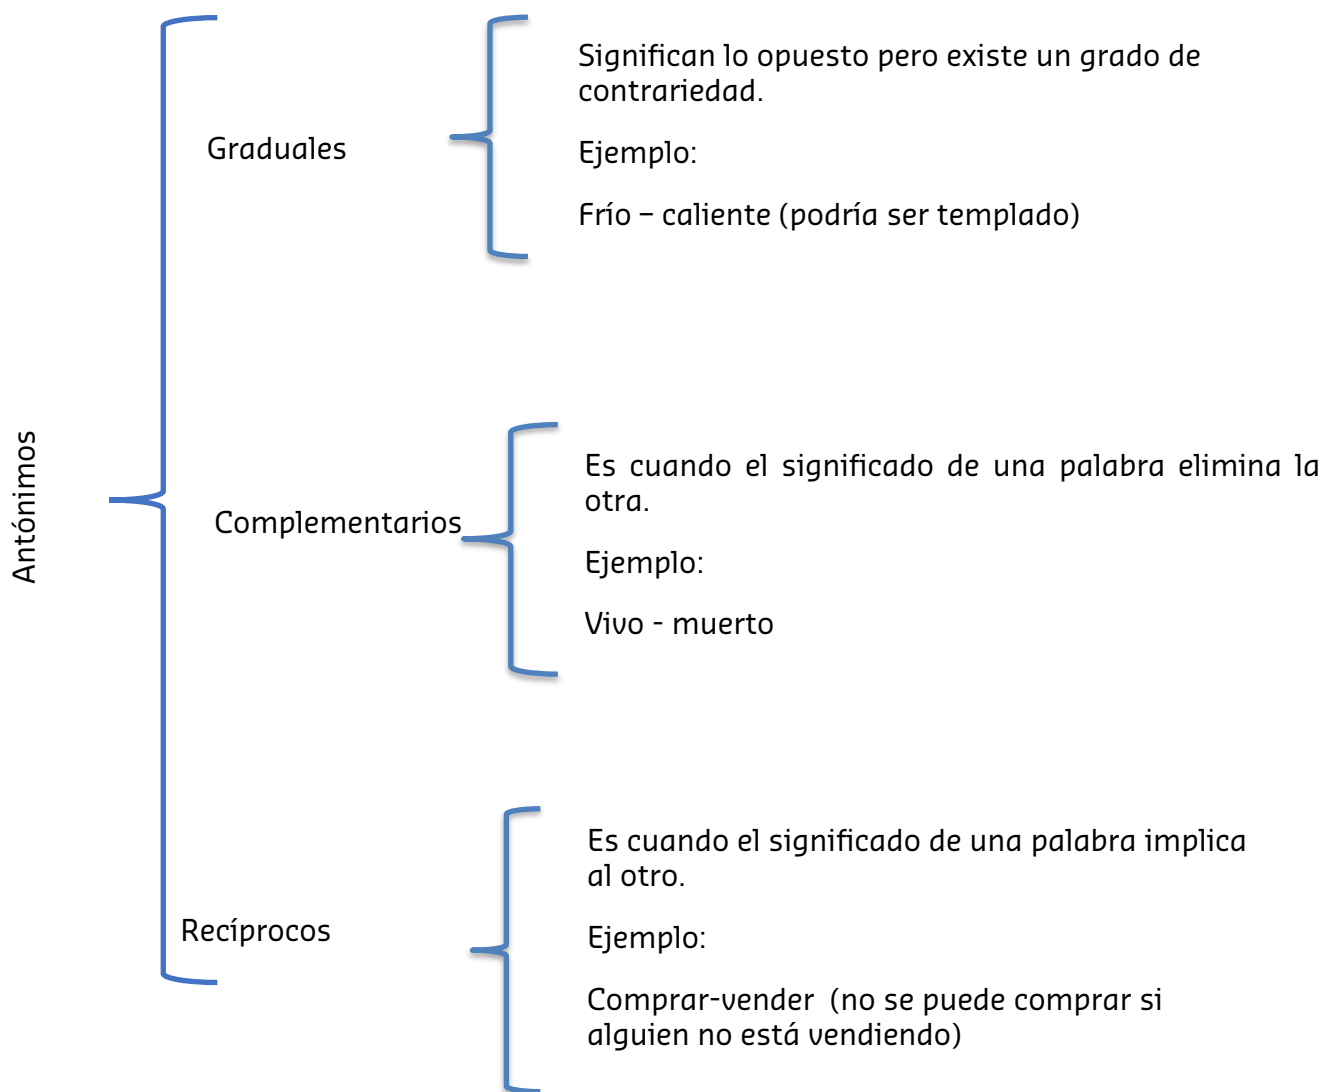 Antónimos
Graduales
Significan lo opuesto pero existe un grado de
contrariedad.
Ejemplo:
Frío – caliente (podría ser templado)
Complementarios
Es cuando el significado de una palabra elimina la
otra.
Ejemplo:
Vivo - muerto
Recíprocos
Es cuando el significado de una palabra implica
al otro.
Ejemplo:
Comprar-vender (no se puede comprar si
alguien no está vendiendo)